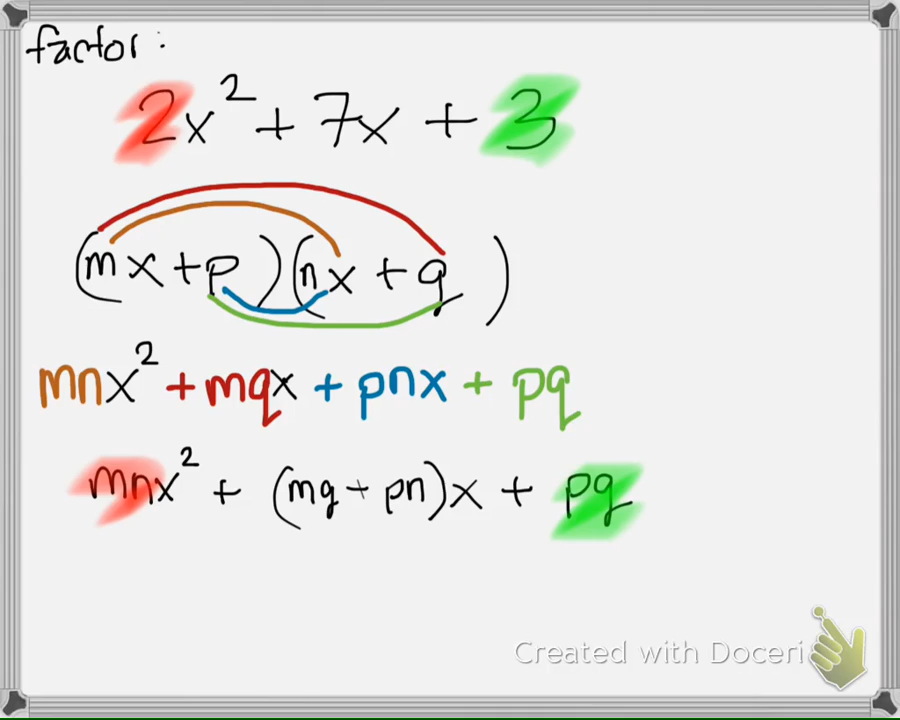 factor:
2x² + 7x + 3
(mx + p)(nx + q)
mnx² + mqx + pnx + pq
mnx² + (mq + pn)x + pq
Created with Doceri